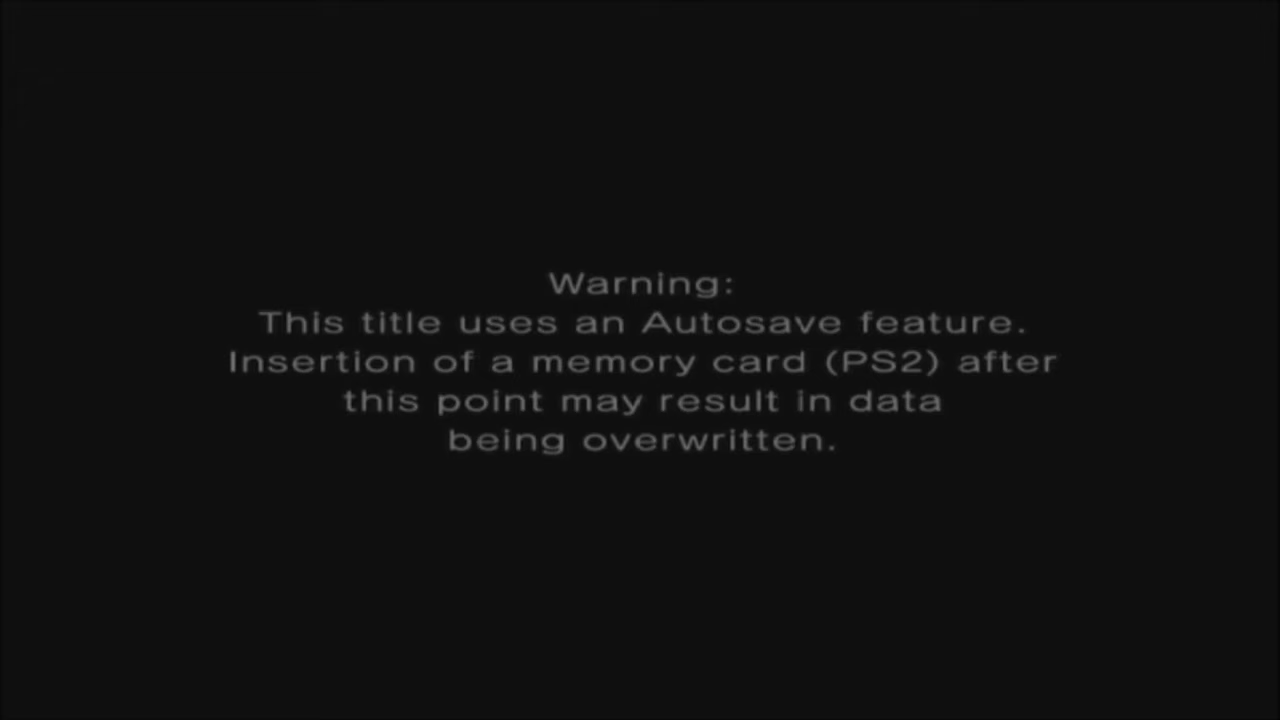 Warning:
This title uses an Autosave feature.
Insertion of a memory card (PS2) after
this point may result in data
being overwritten.